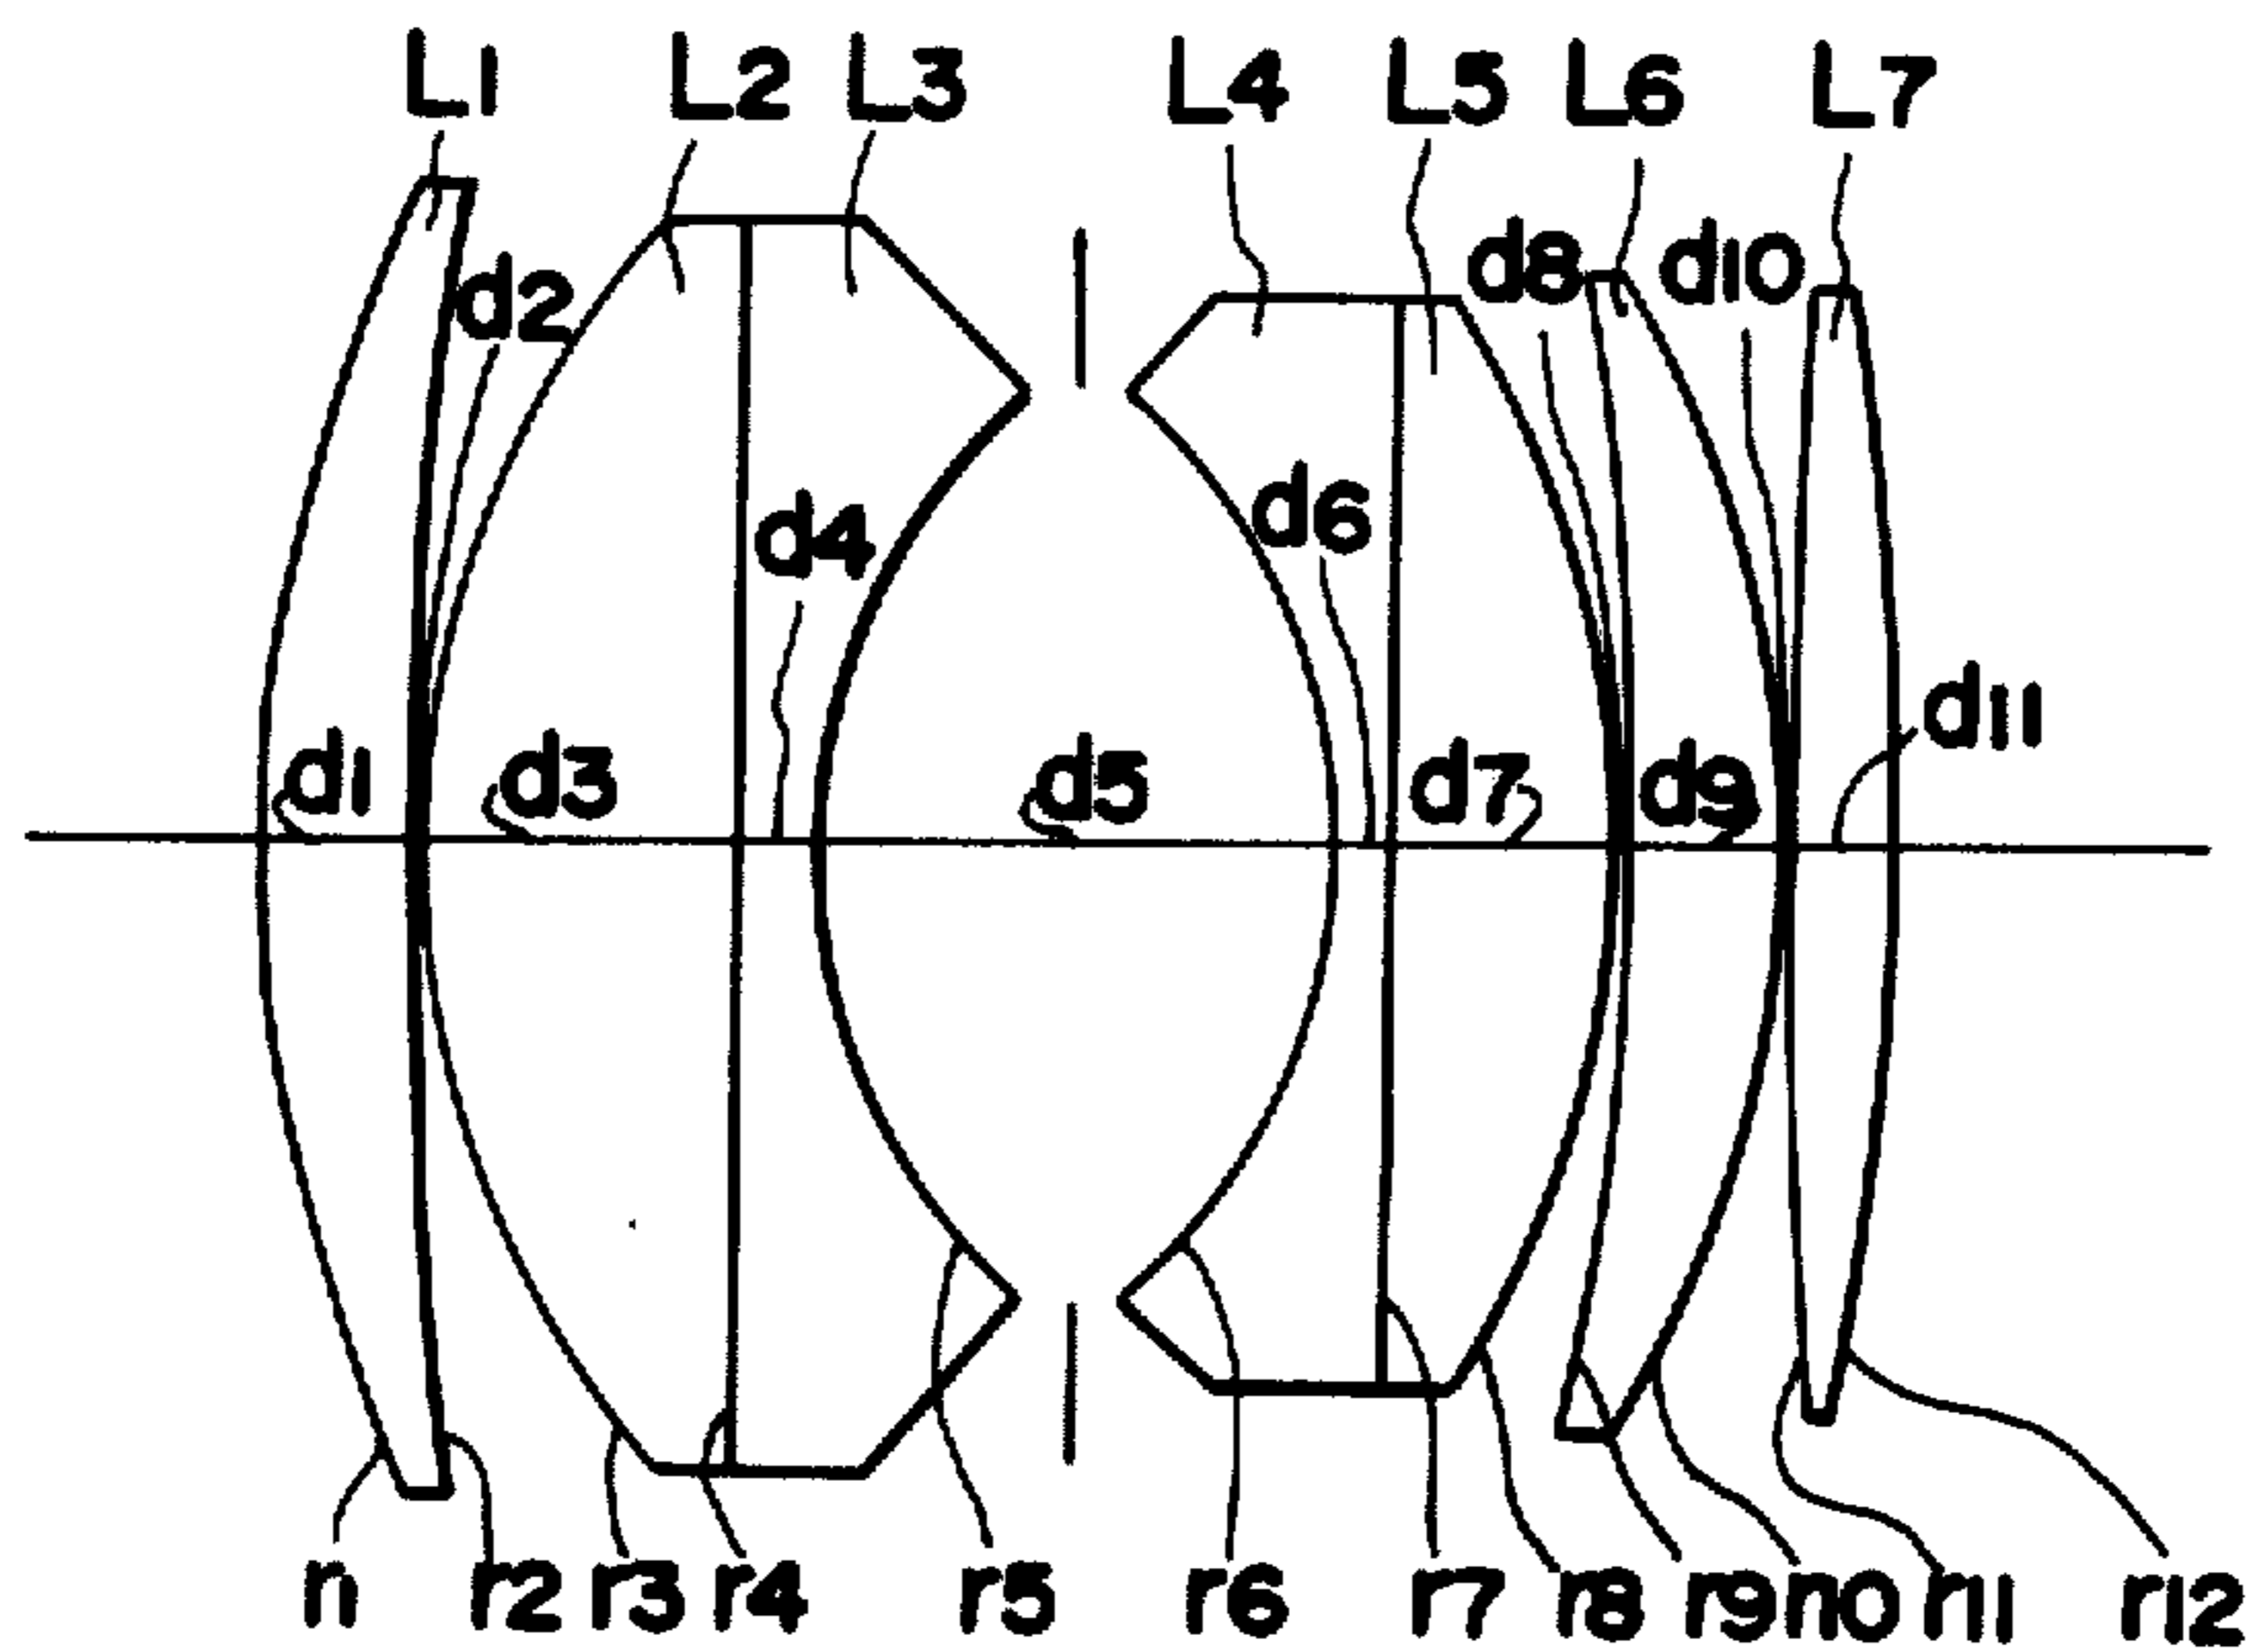 L1 L2 L3 L4 L5 L6 L7
d2 d8 d10
d4 d6
d1 d3 d5 d7 d9 d11
r1 r2 r3 r4 r5 r6 r7 r8 r9 r10 r11 r12